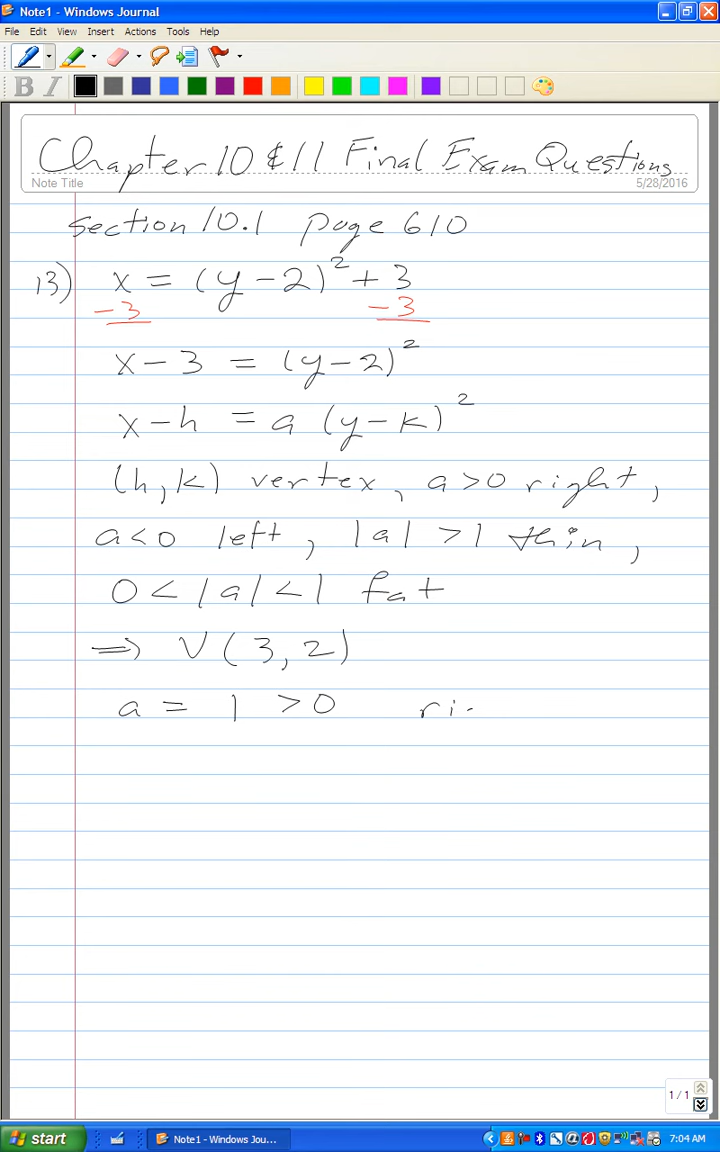 Note1 - Windows Journal
File Edit View Insert Actions Tools Help
B I
Chapter 10 & 11 Final Exam Questions
Note Title 5/28/2016
Section 10.1 page 610
13) x = (y - 2)² + 3
- 3 - 3
x - 3 = (y - 2)²
x - h = a (y - k)²
(h, k) vertex, a > 0 right,
a < 0 left, |a| > 1 thin,
0 < |a| < 1 fat
⇒ V (3, 2)
a = 1 > 0 ri
1 / 1
start Note1 - Windows Jou... 7:04 AM